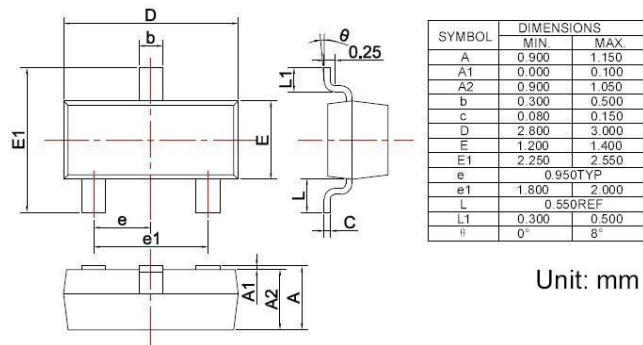 D
b
θ
0.25
L1
E1
E
L
C
e
e1
A1
A2
A
SYMBOL DIMENSIONS
MIN. MAX.
A 0.900 1.150
A1 0.000 0.100
A2 0.900 1.050
b 0.300 0.500
c 0.080 0.150
D 2.800 3.000
E 1.200 1.400
E1 2.250 2.550
e 0.950TYP
e1 1.800 2.000
L 0.550REF
L1 0.300 0.500
θ 0° 8°
Unit: mm